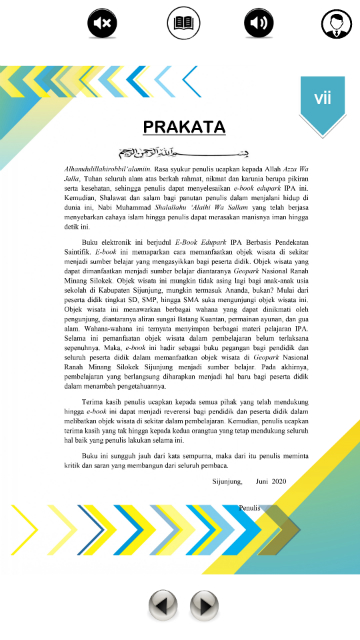 vii
PRAKATA
بِسْــــــــمِ اللهِ الرَّحْمَنِ الرَّحِيْمِ
Alhamdulillahirobbil'alamiin. Rasa syukur penulis ucapkan kepada Allah Azza Wa
Jalla, Tuhan seluruh alam atas berkah rahmat, nikmat dan karunia berupa pikiran
serta kesehatan, sehingga penulis dapat menyelesaikan e-book edupark IPA ini.
Kemudian, Shalawat dan salam bagi panutan penulis dalam menjalani hidup di
dunia ini, Nabi Muhammad Shalallahu 'Alaihi Wa Sallam yang telah berjasa
menyebarkan cahaya islam hingga penulis dapat merasakan manisnya iman hingga
detik ini.
Buku elektronik ini berjudul E-Book Edupark IPA Berbasis Pendekatan
Saintifik. E-book ini memaparkan cara memanfaatkan objek wisata di sekitar
menjadi sumber belajar yang mengasyikkan bagi peserta didik. Objek wisata yang
dapat dimanfaatkan menjadi sumber belajar diantaranya Geopark Nasional Ranah
Minang Silokek. Objek wisata ini mungkin tidak asing lagi bagi anak-anak usia
sekolah di Kabupaten Sijunjung, mungkin termasuk Ananda, bukan? Mulai dari
peserta didik tingkat SD, SMP, hingga SMA suka mengunjungi objek wisata ini.
Objek wisata ini menawarkan berbagai wahana yang dapat dinikmati oleh
pengunjung, diantaranya aliran sungai Batang Kuantan, permainan ayunan, dan gua
alam. Wahana-wahana ini ternyata menyimpan berbagai materi pelajaran IPA.
Selama ini pemanfaatan objek wisata dalam pembelajaran belum terlaksana
sepenuhnya. Maka, e-book ini hadir sebagai buku pegangan bagi pendidik dan
seluruh peserta didik dalam memanfaatkan objek wisata di Geopark Nasional
Ranah Minang Silokek Sijunjung menjadi sumber belajar. Pada akhirnya,
pembelajaran yang berlangsung diharapkan menjadi hal baru bagi peserta didik
dalam menambah pengetahuannya.
Terima kasih penulis ucapkan kepada semua pihak yang telah mendukung
hingga e-book ini dapat menjadi reverensi bagi pendidik dan peserta didik dalam
melibatkan objek wisata di sekitar dalam pembelajaran. Kemudian, penulis ucapkan
terima kasih yang tak hingga kepada kedua orangtua yang tetap mendukung seluruh
hal baik yang penulis lakukan selama ini.
Buku ini sungguh jauh dari kata sempurna, maka dari itu penulis meminta
kritik dan saran yang membangun dari seluruh pembaca.
Sijunjung, Juni 2020
Penulis